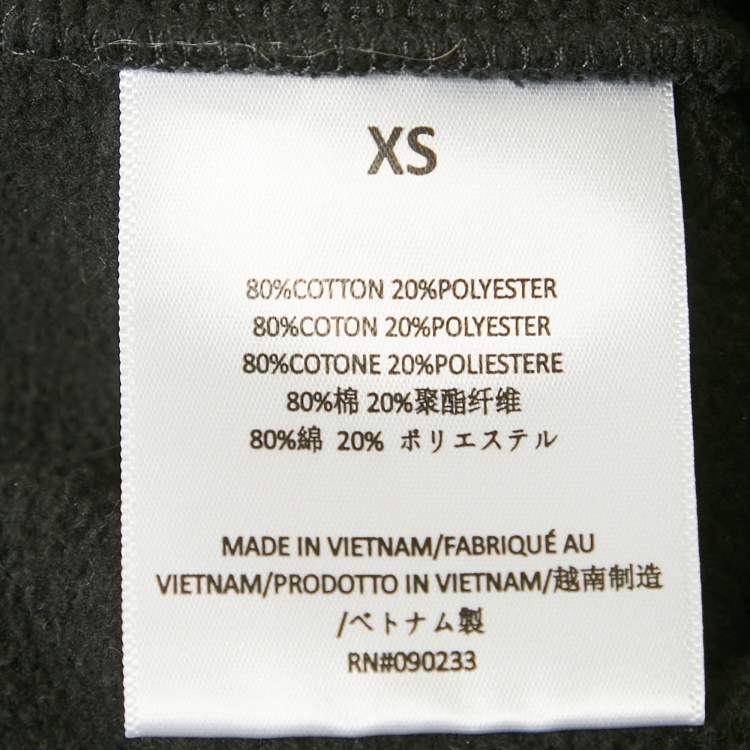 XS
80%COTTON 20%POLYESTER
80%COTON 20%POLYESTER
80%COTONE 20%POLIESTERE
80%棉 20%聚酯纤维
80%綿 20% ポリエステル
MADE IN VIETNAM/FABRIQUÉ AU
VIETNAM/PRODOTTO IN VIETNAM/越南制造
/ベトナム製
RN#090233